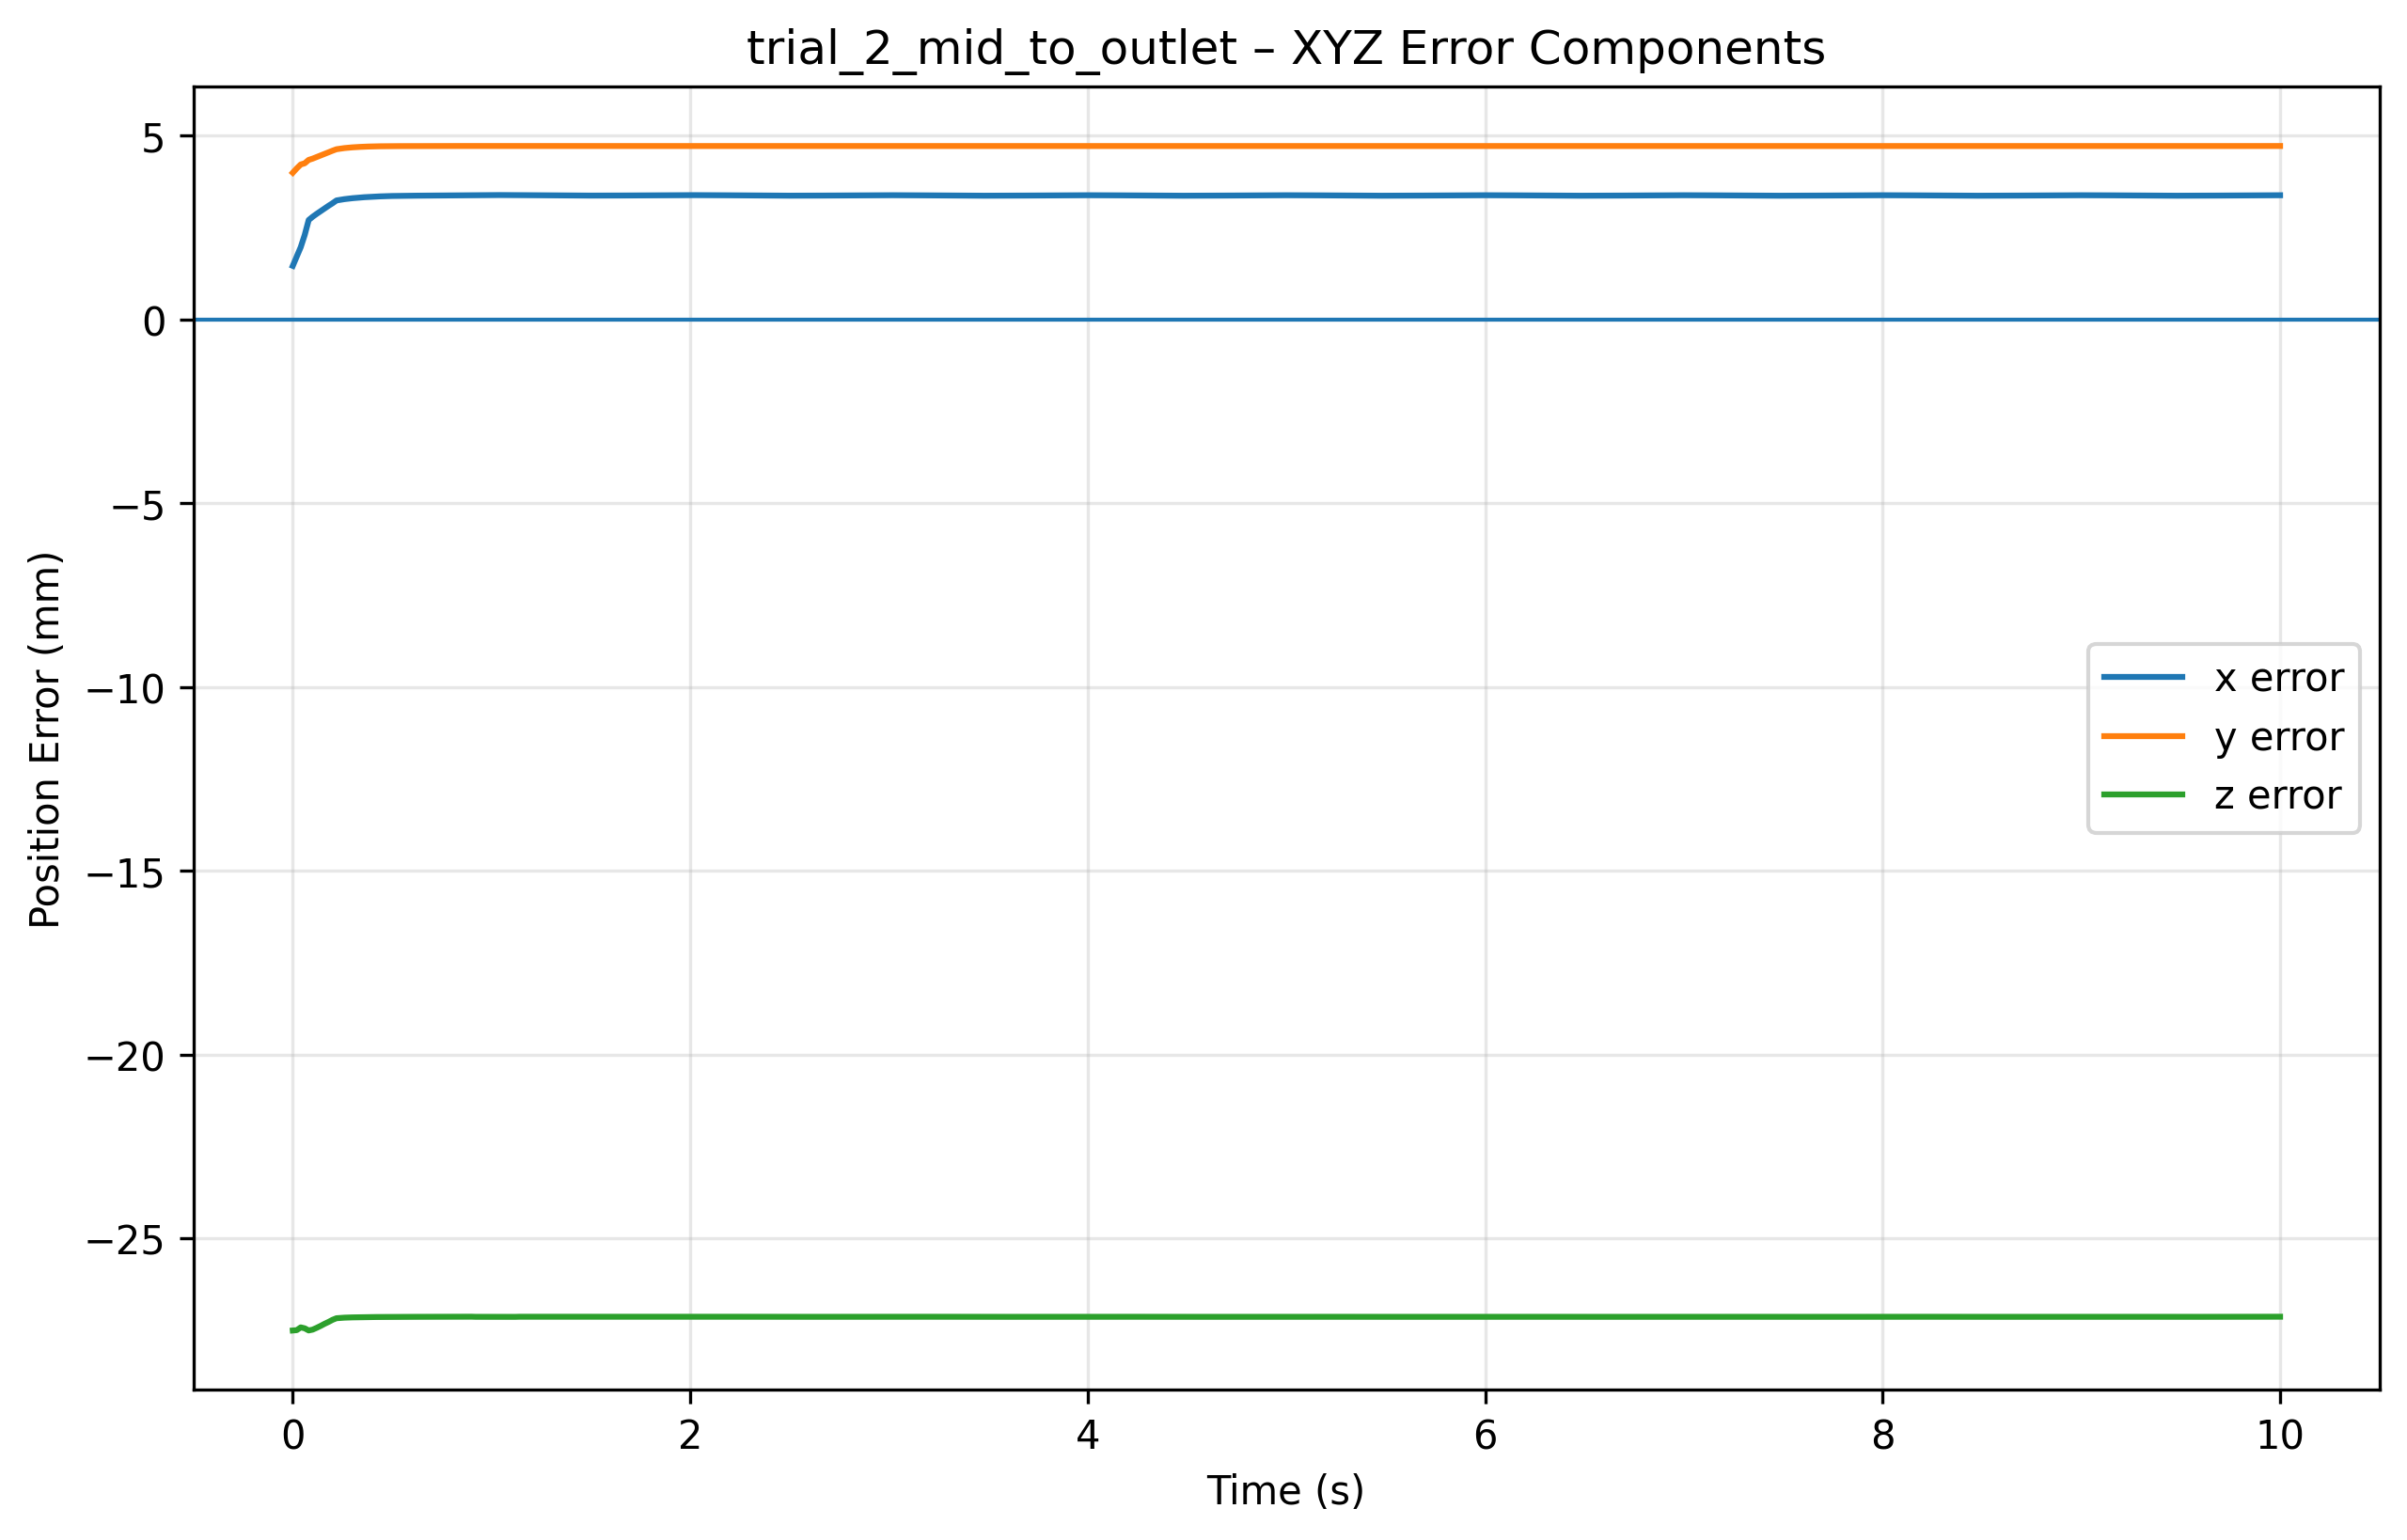 trial_2_mid_to_outlet – XYZ Error Components
Position Error (mm)
5
0
−5
−10
−15
−20
−25
x error
y error
z error
0 2 4 6 8 10
Time (s)